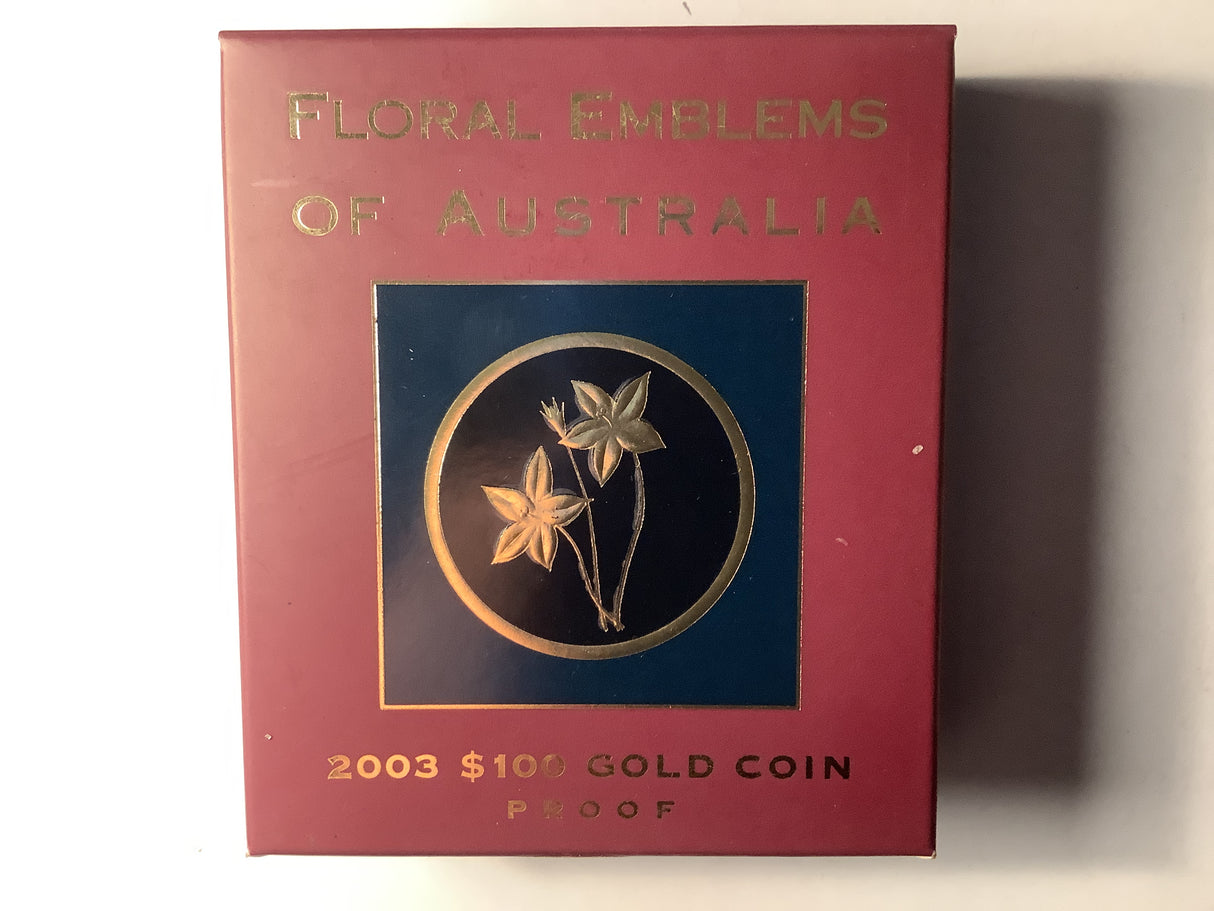 FLORAL EMBLEMS
OF AUSTRALIA
2003 $100 GOLD COIN
PROOF